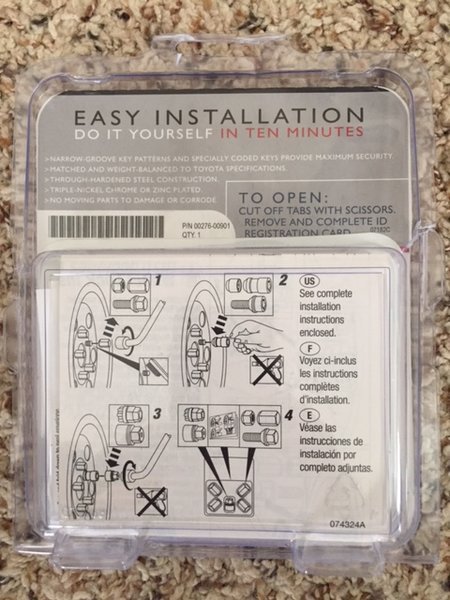 EASY INSTALLATION
DO IT YOURSELF IN TEN MINUTES
>NARROW-GROOVE KEY PATTERNS AND SPECIALLY CODED KEYS PROVIDE MAXIMUM SECURITY.
>MATCHED AND WEIGHT-BALANCED TO TOYOTA SPECIFICATIONS.
>THROUGH-HARDENED STEEL CONSTRUCTION.
>TRIPLE-NICKEL CHROME OR ZINC PLATED.
>NO MOVING PARTS TO DAMAGE OR CORRODE.
P/N 00276-00901
QTY. 1
TO OPEN:
CUT OFF TABS WITH SCISSORS.
REMOVE AND COMPLETE ID
REGISTRATION CARD
07182C
1
2
3
4
US
See complete
installation
instructions
enclosed.
F
Voyez ci-inclus
les instructions
complètes
d'installation.
E
Véase las
instrucciones de
instalación por
completo adjuntas.
074324A